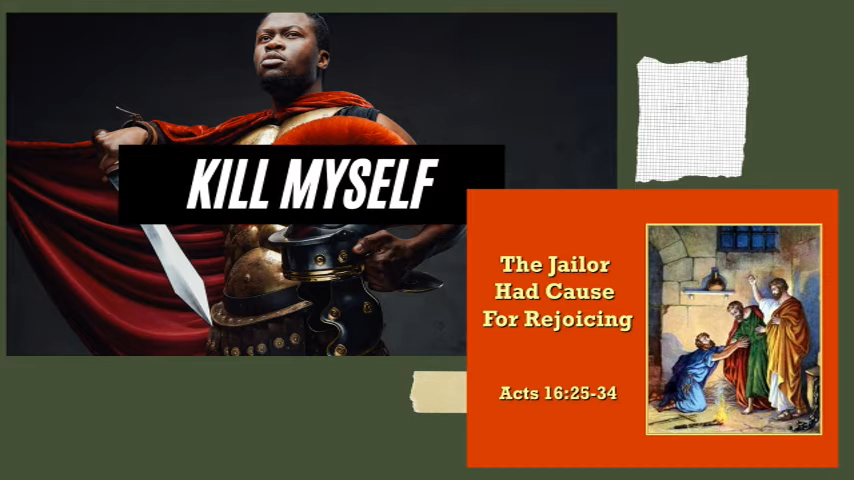 KILL MYSELF
The Jailor
Had Cause
For Rejoicing
Acts 16:25-34